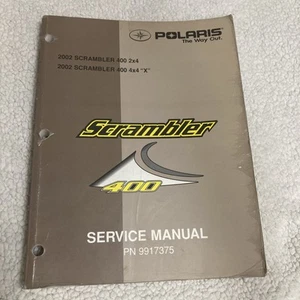 POLARIS
The Way Out.
2002 SCRAMBLER 400 2x4
2002 SCRAMBLER 400 4x4 "X"
Scrambler
400
SERVICE MANUAL
PN 9917375